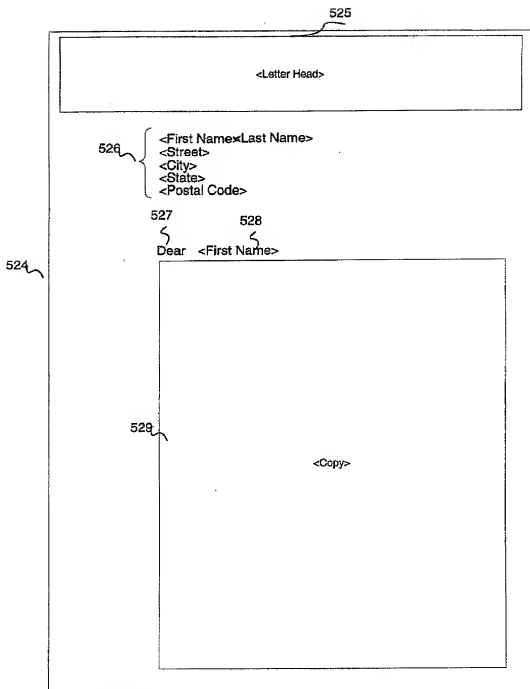 525
<Letter Head>
526
<First Name><Last Name>
<Street>
<City>
<State>
<Postal Code>
527
528
Dear <First Name>
524
529
<Copy>